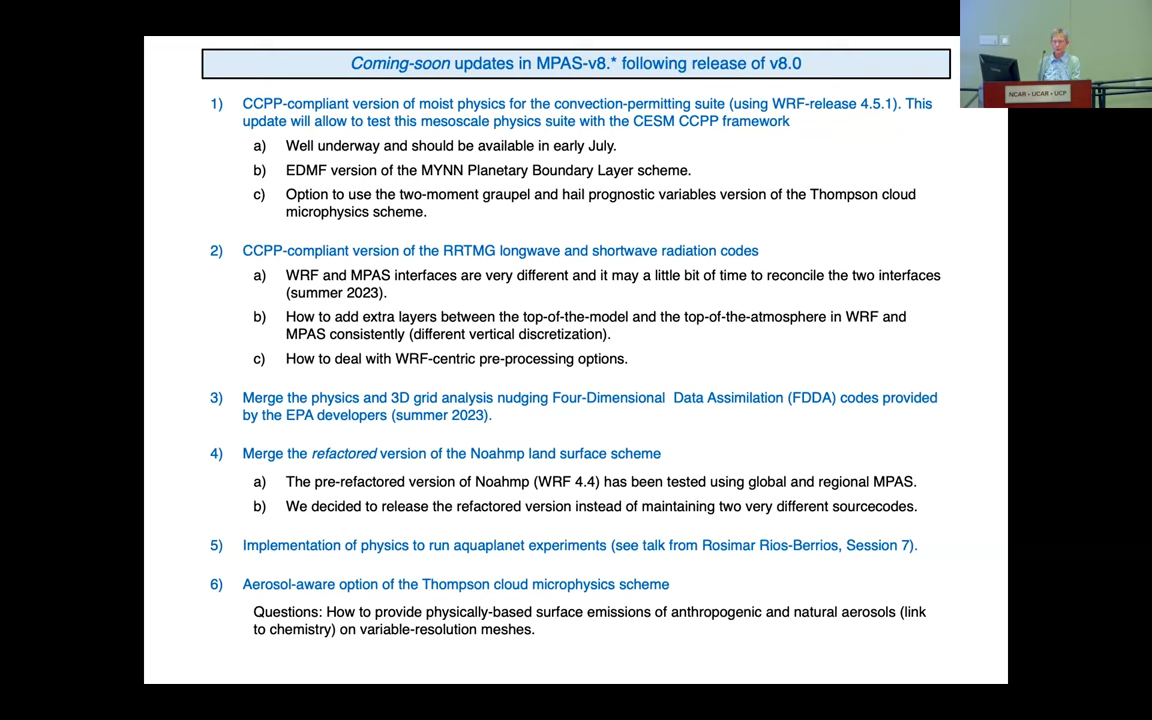 Coming-soon updates in MPAS-v8.* following release of v8.0
1) CCPP-compliant version of moist physics for the convection-permitting suite (using WRF-release 4.5.1). This
update will allow to test this mesoscale physics suite with the CESM CCPP framework
a) Well underway and should be available in early July.
b) EDMF version of the MYNN Planetary Boundary Layer scheme.
c) Option to use the two-moment graupel and hail prognostic variables version of the Thompson cloud
microphysics scheme.
2) CCPP-compliant version of the RRTMG longwave and shortwave radiation codes
a) WRF and MPAS interfaces are very different and it may a little bit of time to reconcile the two interfaces
(summer 2023).
b) How to add extra layers between the top-of-the-model and the top-of-the-atmosphere in WRF and
MPAS consistently (different vertical discretization).
c) How to deal with WRF-centric pre-processing options.
3) Merge the physics and 3D grid analysis nudging Four-Dimensional Data Assimilation (FDDA) codes provided
by the EPA developers (summer 2023).
4) Merge the refactored version of the Noahmp land surface scheme
a) The pre-refactored version of Noahmp (WRF 4.4) has been tested using global and regional MPAS.
b) We decided to release the refactored version instead of maintaining two very different sourcecodes.
5) Implementation of physics to run aquaplanet experiments (see talk from Rosimar Rios-Berrios, Session 7).
6) Aerosol-aware option of the Thompson cloud microphysics scheme
Questions: How to provide physically-based surface emissions of anthropogenic and natural aerosols (link
to chemistry) on variable-resolution meshes.
NCAR • UCAR • UCP